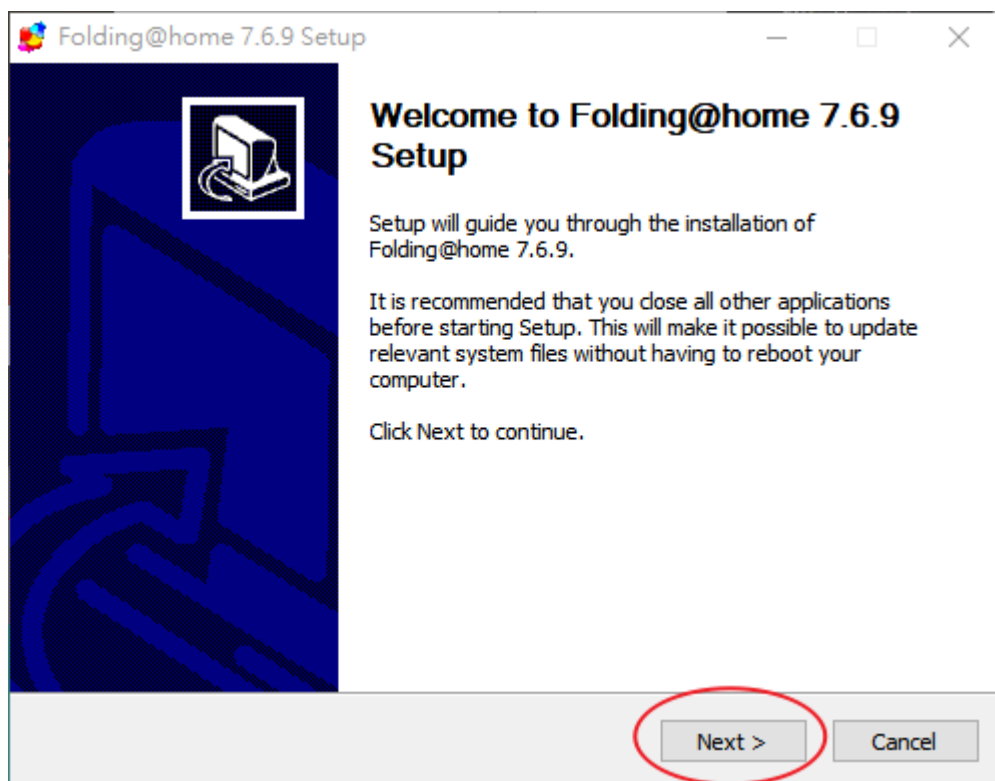 Folding@home 7.6.9 Setup
Welcome to Folding@home 7.6.9
Setup
Setup will guide you through the installation of
Folding@home 7.6.9.
It is recommended that you close all other applications
before starting Setup. This will make it possible to update
relevant system files without having to reboot your
computer.
Click Next to continue.
Next >
Cancel